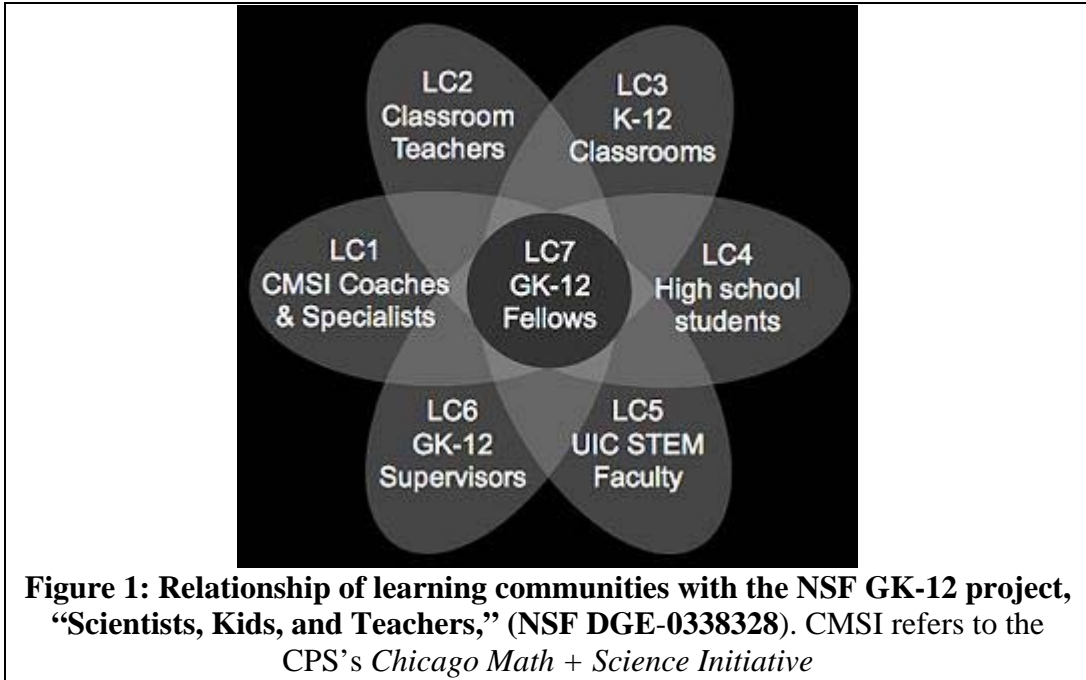 LC2
Classroom
Teachers
LC3
K-12
Classrooms
LC1
CMSI Coaches
& Specialists
LC7
GK-12
Fellows
LC4
High school
students
LC6
GK-12
Supervisors
LC5
UIC STEM
Faculty
Figure 1: Relationship of learning communities with the NSF GK-12 project,
“Scientists, Kids, and Teachers,” (NSF DGE-0338328). CMSI refers to the
CPS’s Chicago Math + Science Initiative